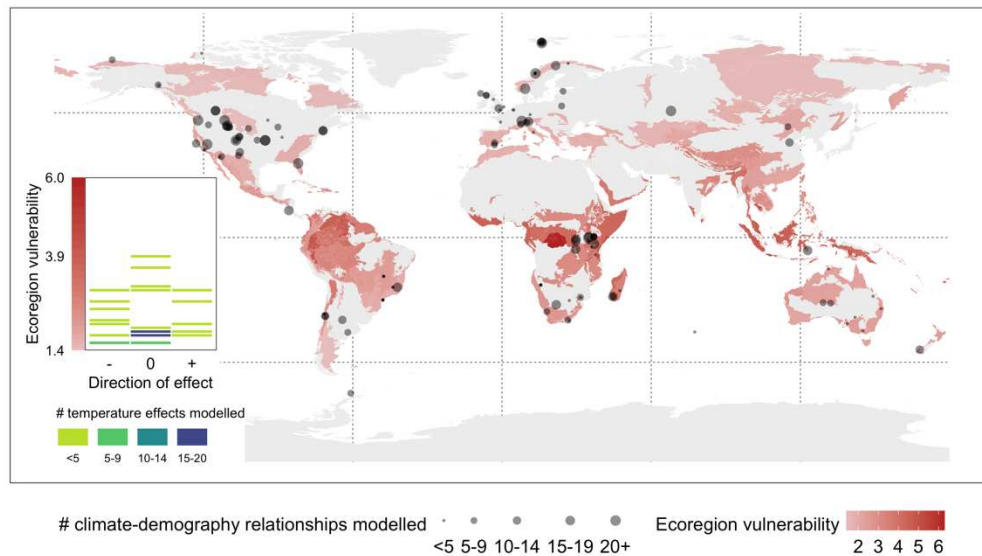 6.0
3.9
1.4
Ecoregion vulnerability
- 0 +
Direction of effect
# temperature effects modelled
<5 5-9 10-14 15-20
# climate-demography relationships modelled
<5 5-9 10-14 15-19 20+
Ecoregion vulnerability
2 3 4 5 6